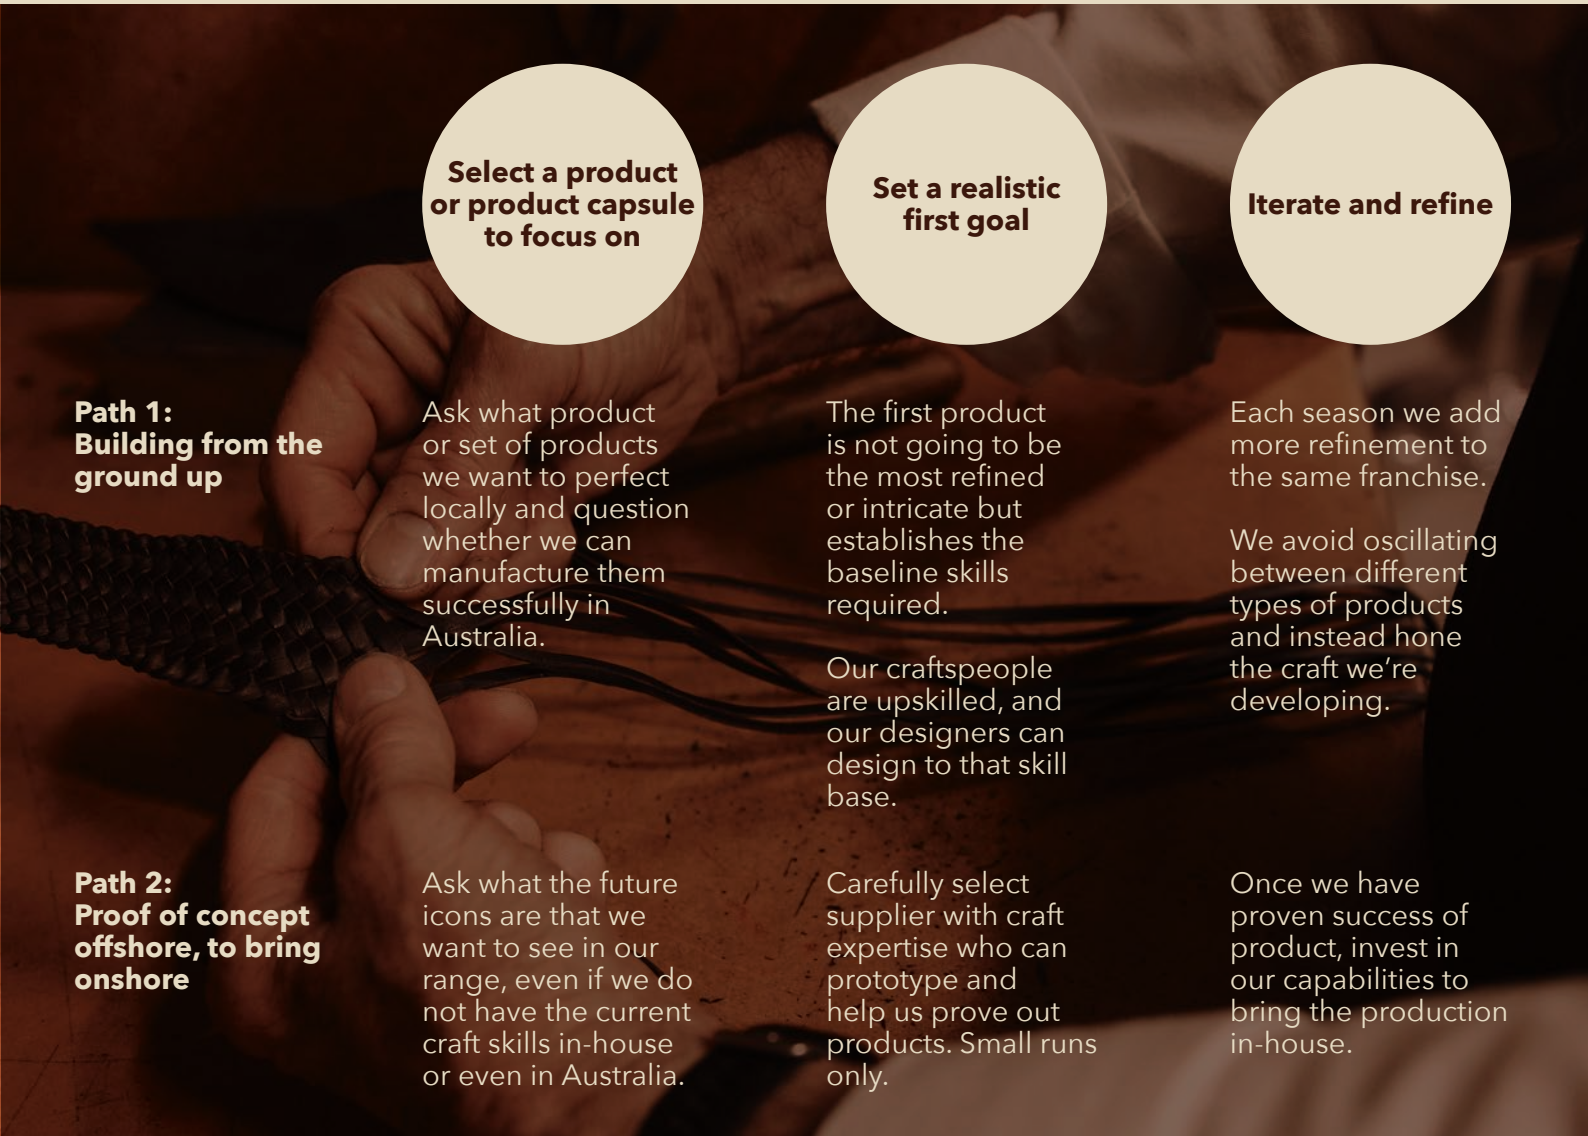 Select a product
or product capsule
to focus on
Set a realistic
first goal
Iterate and refine
Path 1:
Building from the
ground up
Ask what product
or set of products
we want to perfect
locally and question
whether we can
manufacture them
successfully in
Australia.
The first product
is not going to be
the most refined
or intricate but
establishes the
baseline skills
required.
Our craftspeople
are upskilled, and
our designers can
design to that skill
base.
Each season we add
more refinement to
the same franchise.
We avoid oscillating
between different
types of products
and instead hone
the craft we’re
developing.
Path 2:
Proof of concept
offshore, to bring
onshore
Ask what the future
icons are that we
want to see in our
range, even if we do
not have the current
craft skills in-house
or even in Australia.
Carefully select
supplier with craft
expertise who can
prototype and
help us prove out
products. Small runs
only.
Once we have
proven success of
product, invest in
our capabilities to
bring the production
in-house.